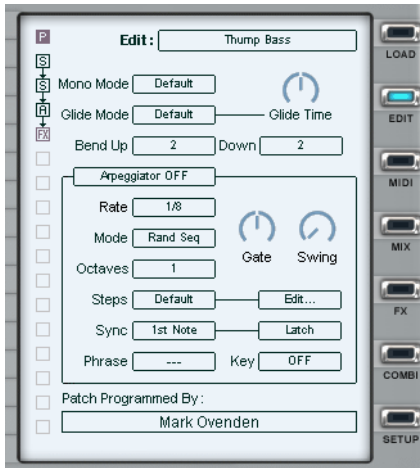 P
Edit : Thump Bass
S
S
A
FX
Mono Mode Default
Glide Mode Default Glide Time
Bend Up 2 Down 2
Arpeggiator OFF
Rate 1/8
Mode Rand Seq
Gate Swing
Octaves 1
Steps Default Edit...
Sync 1st Note Latch
Phrase --- Key OFF
Patch Programmed By :
Mark Ovenden
LOAD
EDIT
MIDI
MIX
FX
COMBI
SETUP